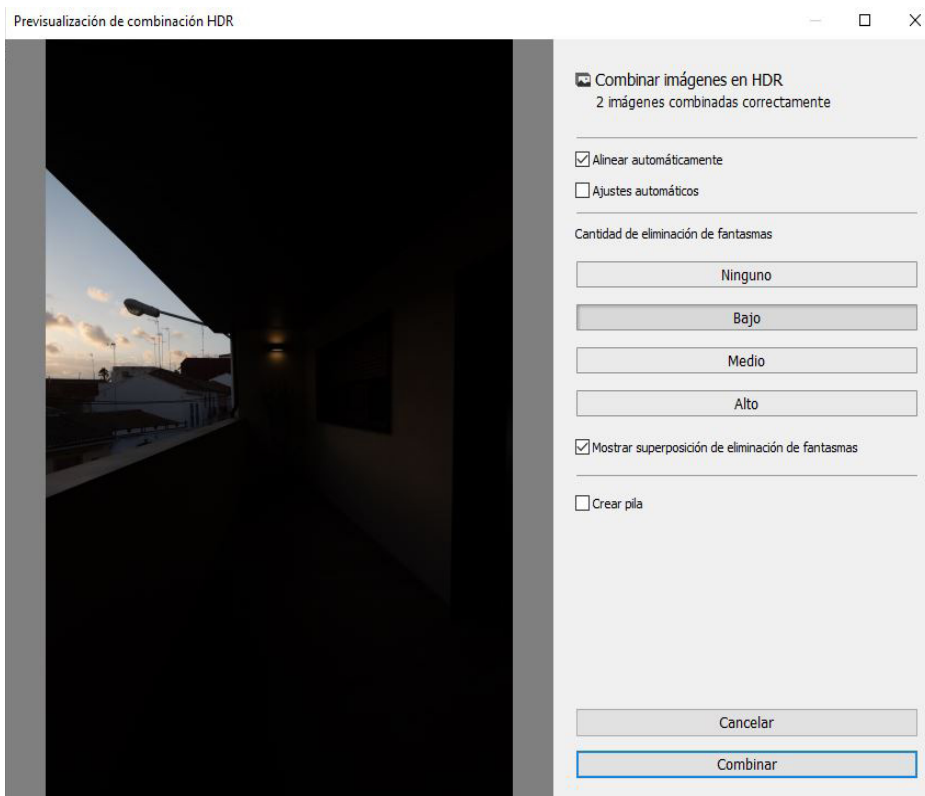 Previsualización de combinación HDR
Combinar imágenes en HDR
2 imágenes combinadas correctamente
Alinear automáticamente
Ajustes automáticos
Cantidad de eliminación de fantasmas
Ninguno
Bajo
Medio
Alto
Mostrar superposición de eliminación de fantasmas
Crear pila
Cancelar
Combinar